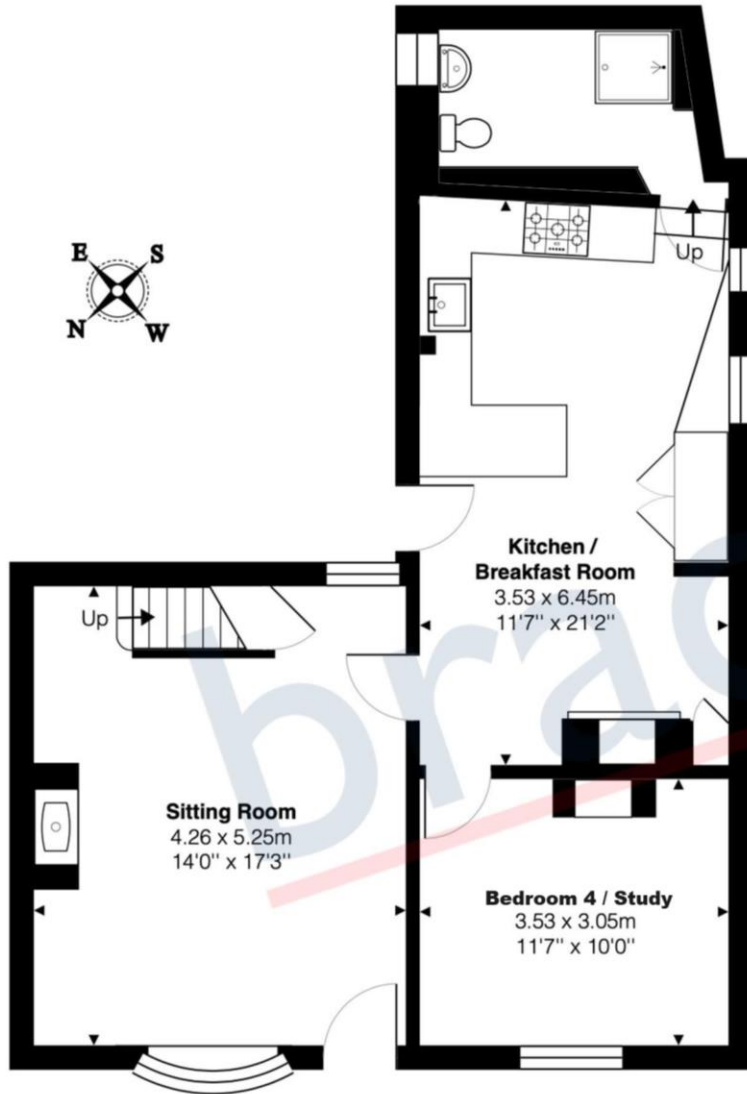 E S
N W
Up
Kitchen /
Breakfast Room
3.53 x 6.45m
11'7" x 21'2"
Up
Sitting Room
4.26 x 5.25m
14'0" x 17'3"
Bedroom 4 / Study
3.53 x 3.05m
11'7" x 10'0"